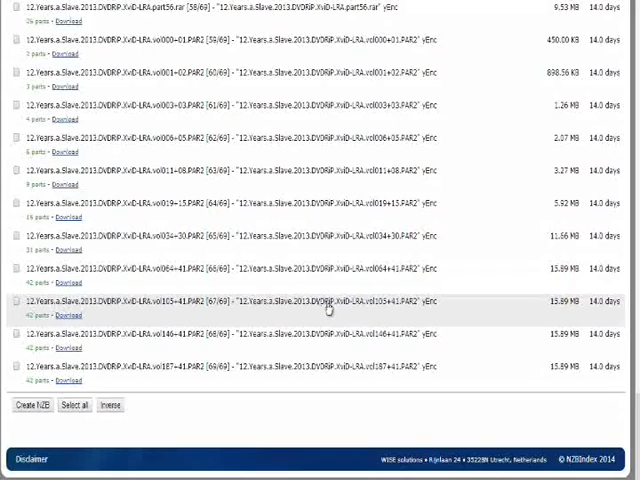 12.Years.a.Slave.2013.DVDRiP.XviD-LRA.part56.rar [58/69] - "12.Years.a.Slave.2013.DVDRiP.XviD-LRA.part56.rar" yEnc 9.53 MB 14.0 days
parts - Download
12.Years.a.Slave.2013.DVDRiP.XviD-LRA.vol000+01.PAR2 [59/69] - "12.Years.a.Slave.2013.DVDRiP.XviD-LRA.vol000+01.PAR2" yEnc 450.00 KB 14.0 days
2 parts - Download
12.Years.a.Slave.2013.DVDRiP.XviD-LRA.vol001+02.PAR2 [60/69] - "12.Years.a.Slave.2013.DVDRiP.XviD-LRA.vol001+02.PAR2" yEnc 898.56 KB 14.0 days
3 parts - Download
12.Years.a.Slave.2013.DVDRiP.XviD-LRA.vol003+03.PAR2 [61/69] - "12.Years.a.Slave.2013.DVDRiP.XviD-LRA.vol003+03.PAR2" yEnc 1.26 MB 14.0 days
4 parts - Download
12.Years.a.Slave.2013.DVDRiP.XviD-LRA.vol006+05.PAR2 [62/69] - "12.Years.a.Slave.2013.DVDRiP.XviD-LRA.vol006+05.PAR2" yEnc 2.07 MB 14.0 days
6 parts - Download
12.Years.a.Slave.2013.DVDRiP.XviD-LRA.vol011+08.PAR2 [63/69] - "12.Years.a.Slave.2013.DVDRiP.XviD-LRA.vol011+08.PAR2" yEnc 3.27 MB 14.0 days
9 parts - Download
12.Years.a.Slave.2013.DVDRiP.XviD-LRA.vol019+15.PAR2 [64/69] - "12.Years.a.Slave.2013.DVDRiP.XviD-LRA.vol019+15.PAR2" yEnc 5.92 MB 14.0 days
16 parts - Download
12.Years.a.Slave.2013.DVDRiP.XviD-LRA.vol034+30.PAR2 [65/69] - "12.Years.a.Slave.2013.DVDRiP.XviD-LRA.vol034+30.PAR2" yEnc 11.66 MB 14.0 days
31 parts - Download
12.Years.a.Slave.2013.DVDRiP.XviD-LRA.vol064+41.PAR2 [66/69] - "12.Years.a.Slave.2013.DVDRiP.XviD-LRA.vol064+41.PAR2" yEnc 15.89 MB 14.0 days
42 parts - Download
12.Years.a.Slave.2013.DVDRiP.XviD-LRA.vol105+41.PAR2 [67/69] - "12.Years.a.Slave.2013.DVDRiP.XviD-LRA.vol105+41.PAR2" yEnc 15.89 MB 14.0 days
42 parts - Download
12.Years.a.Slave.2013.DVDRiP.XviD-LRA.vol146+41.PAR2 [68/69] - "12.Years.a.Slave.2013.DVDRiP.XviD-LRA.vol146+41.PAR2" yEnc 15.89 MB 14.0 days
42 parts - Download
12.Years.a.Slave.2013.DVDRiP.XviD-LRA.vol187+41.PAR2 [69/69] - "12.Years.a.Slave.2013.DVDRiP.XviD-LRA.vol187+41.PAR2" yEnc 15.89 MB 14.0 days
42 parts - Download
Create NZB Select all Inverse
Disclaimer WISE solutions • Rijnlaan 24 • 3522BN Utrecht, Netherlands © NZBIndex 2014